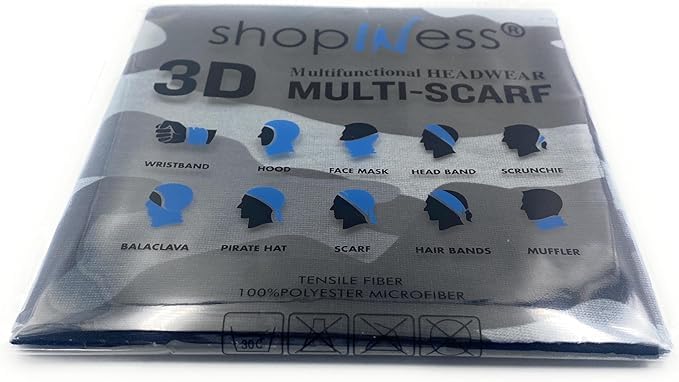 shopINess®
3D
Multifunctional HEADWEAR
MULTI-SCARF
WRISTBAND HOOD FACE MASK HEAD BAND SCRUNCHIE
BALACLAVA PIRATE HAT SCARF HAIR BANDS MUFFLER
TENSILE FIBER
100%POLYESTER MICROFIBER
30C